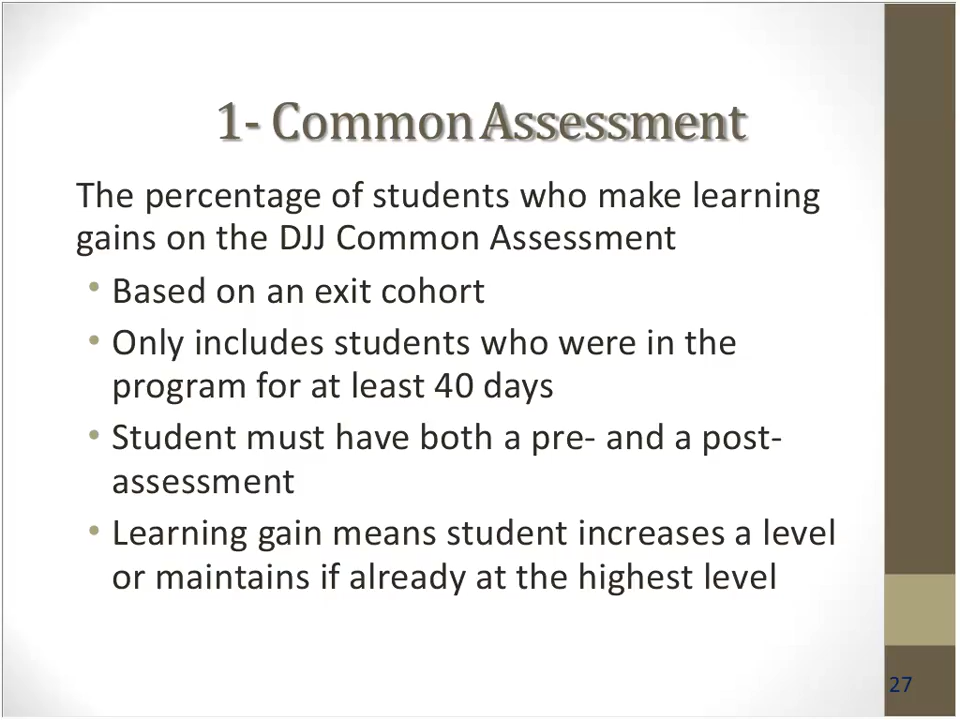 1- Common Assessment
The percentage of students who make learning
gains on the DJJ Common Assessment
• Based on an exit cohort
• Only includes students who were in the
program for at least 40 days
• Student must have both a pre- and a post-
assessment
• Learning gain means student increases a level
or maintains if already at the highest level
27